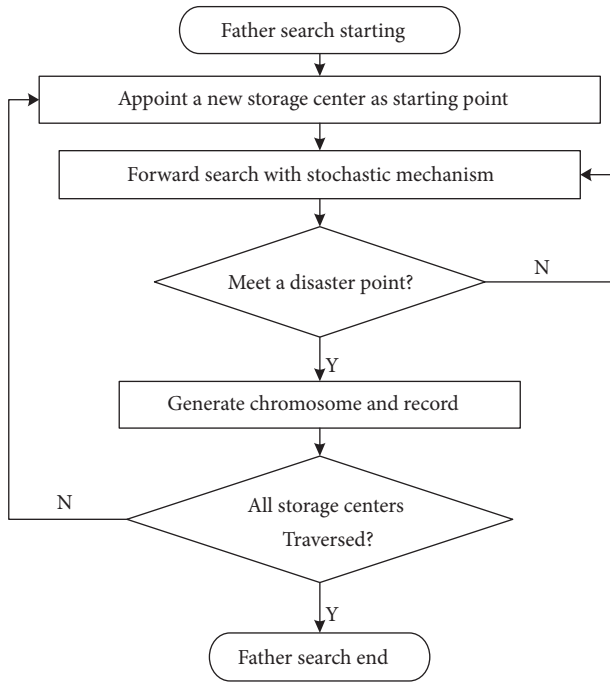 Father search starting
Appoint a new storage center as starting point
Forward search with stochastic mechanism
Meet a disaster point?
N
Y
Generate chromosome and record
N
All storage centers
Traversed?
Y
Father search end